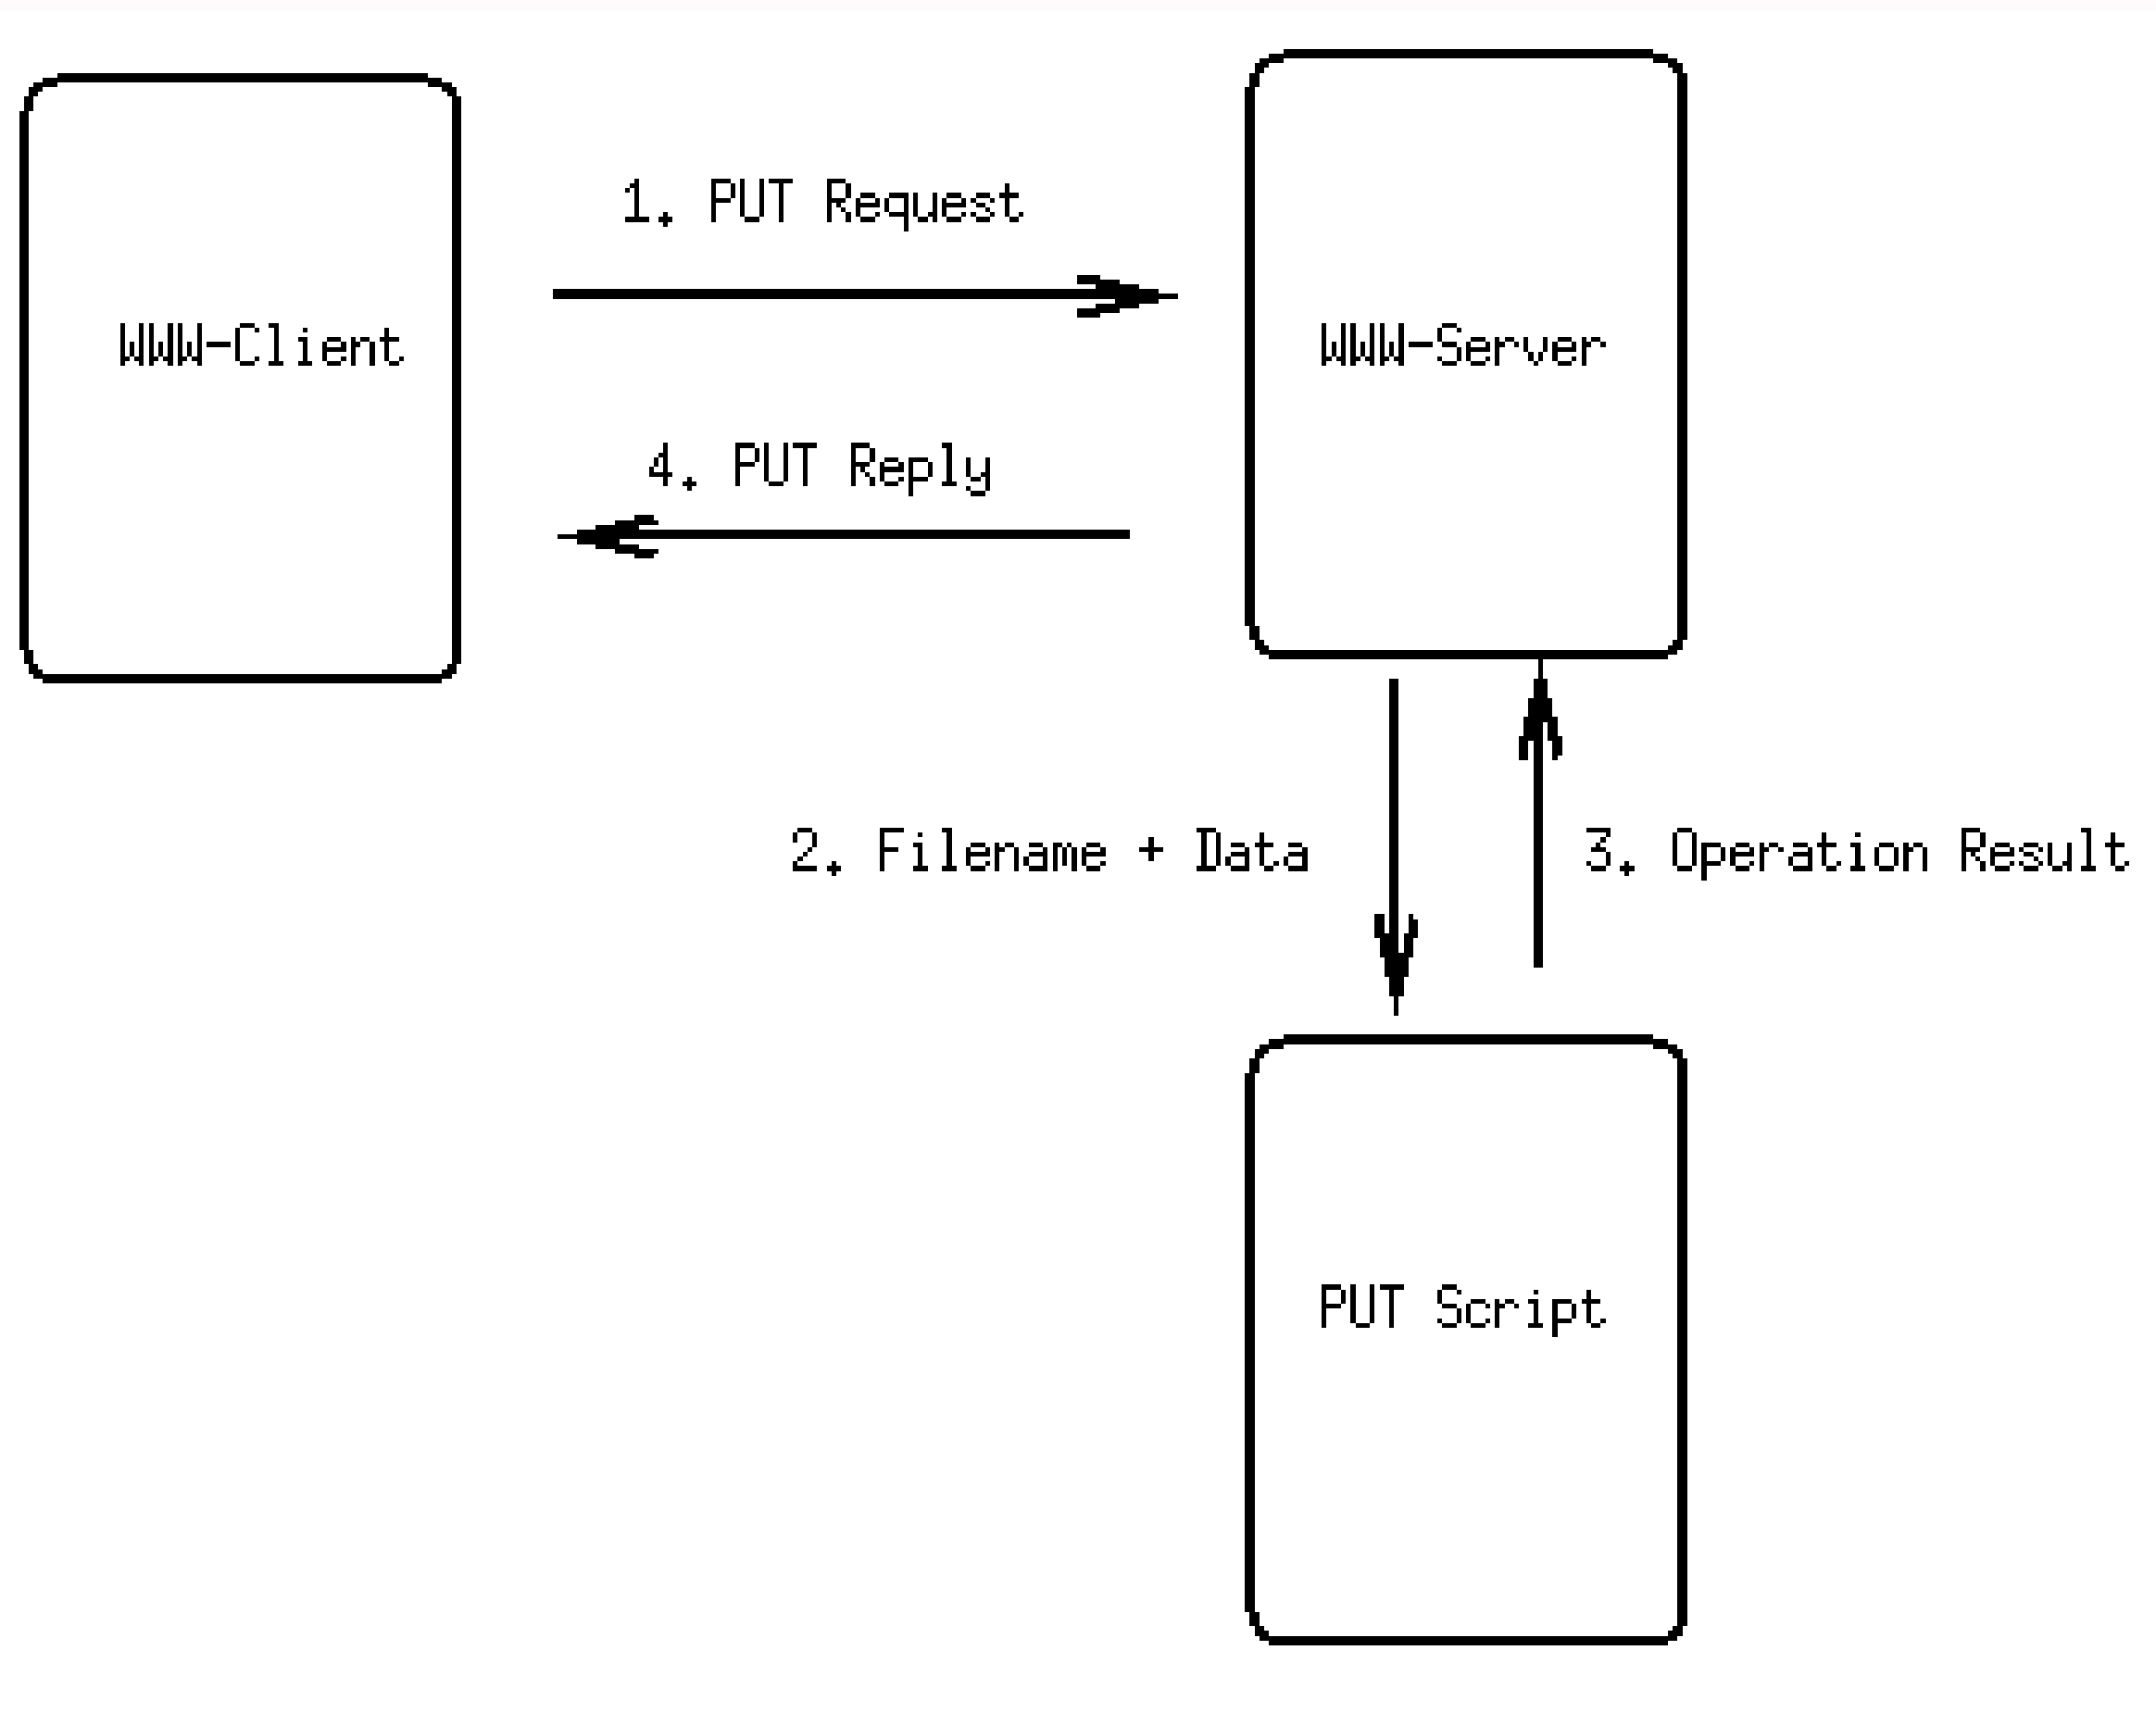 1. PUT Request
WWW-Client
WWW-Server
4. PUT Reply
2. Filename + Data
3. Operation Result
PUT Script